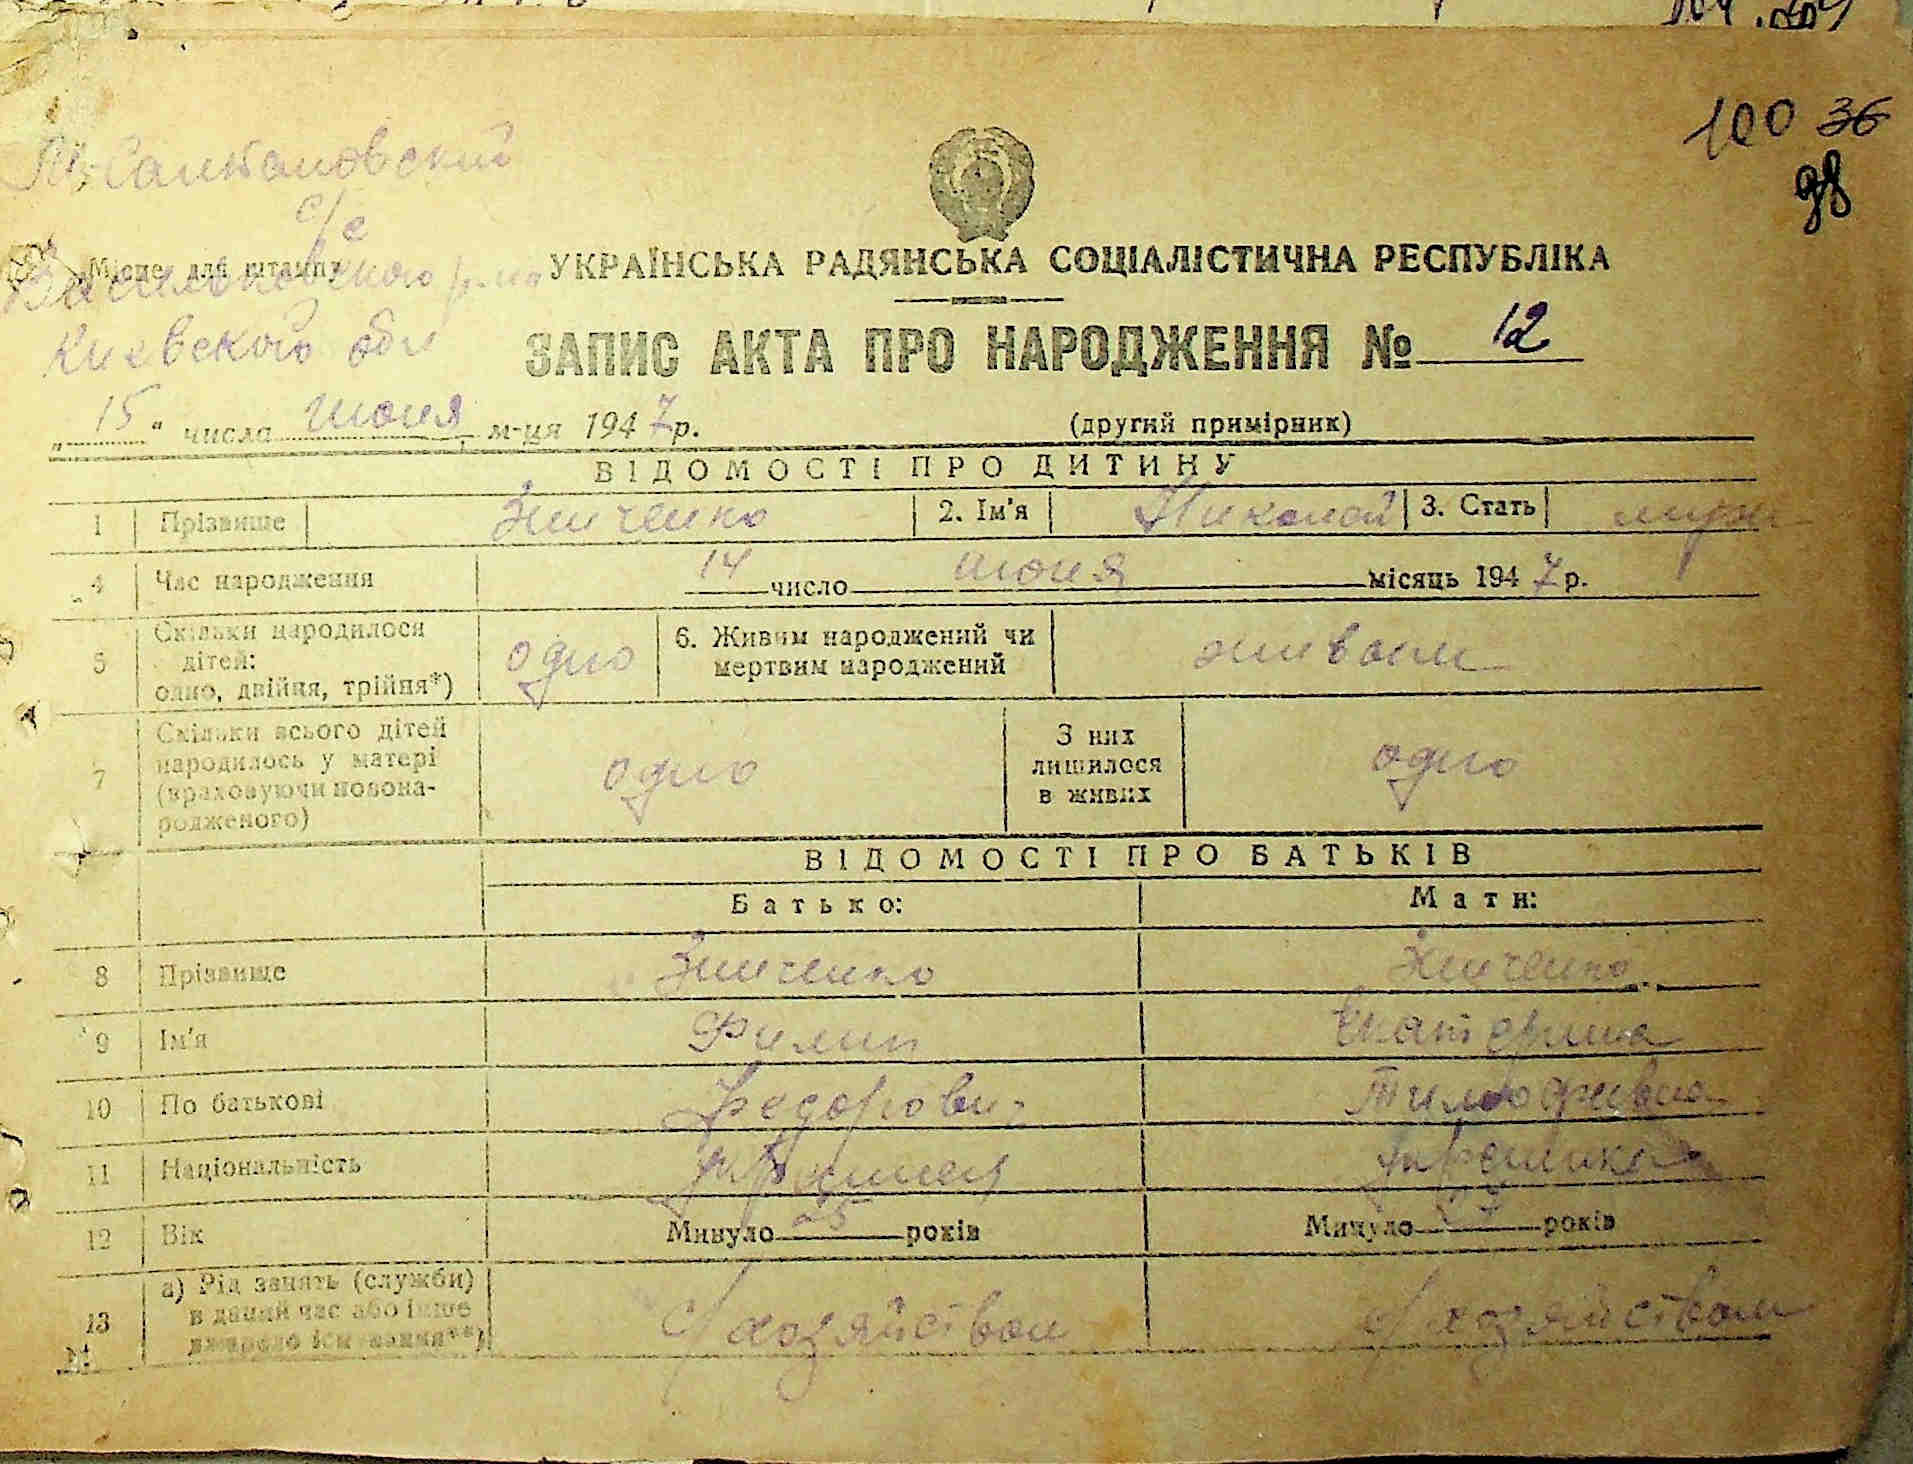 100 36
98
М. Салтановский
с/с
Місце для штампу
Васильковского р-на
Киевского обл
УКРАЇНСЬКА РАДЯНСЬКА СОЦІАЛІСТИЧНА РЕСПУБЛІКА
ЗАПИС АКТА ПРО НАРОДЖЕННЯ № 12
„15“ числа июня м-ця 1947 р. (другий примірник)
ВІДОМОСТІ ПРО ДИТИНУ
1 Прізвище Зинченко 2. Ім'я Николай 3. Стать
4 Час народження 14 число июня місяць 1947 р.
5 Скільки народилося дітей: одно, двійня, трійня*) одно 6. Живим народжений чи мертвим народжений живым
7 Скільки всього дітей народилось у матері (враховуючи новонародженого) одно З них лишилося в живих одно
ВІДОМОСТІ ПРО БАТЬКІВ
Батько: Мати:
8 Прізвище Зинченко Зинченко
9 Ім'я Филип Екатерина
10 По батькові Федорович Тимофивна
11 Національність украинец украинка
12 Вік Минуло 25 років Минуло років
13 а) Рід занять (служби) в даний час або інше джерело існування**) с/хозяйством с/хозяйством